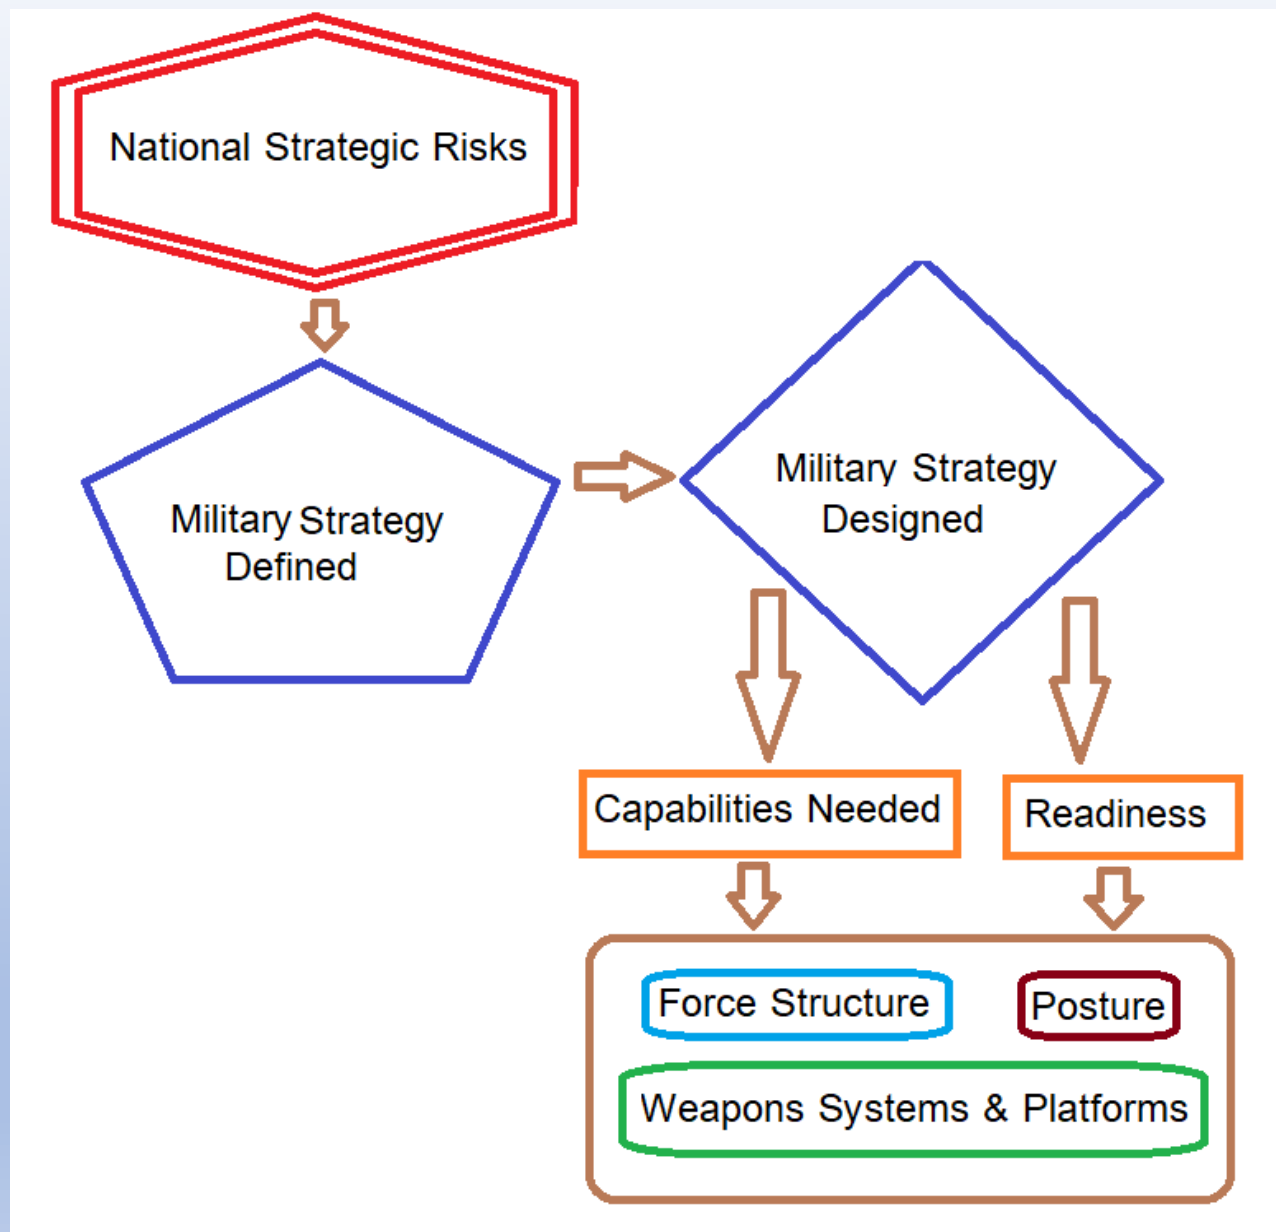 National Strategic Risks
Military Strategy
Defined
Military Strategy
Designed
Capabilities Needed
Readiness
Force Structure
Posture
Weapons Systems & Platforms